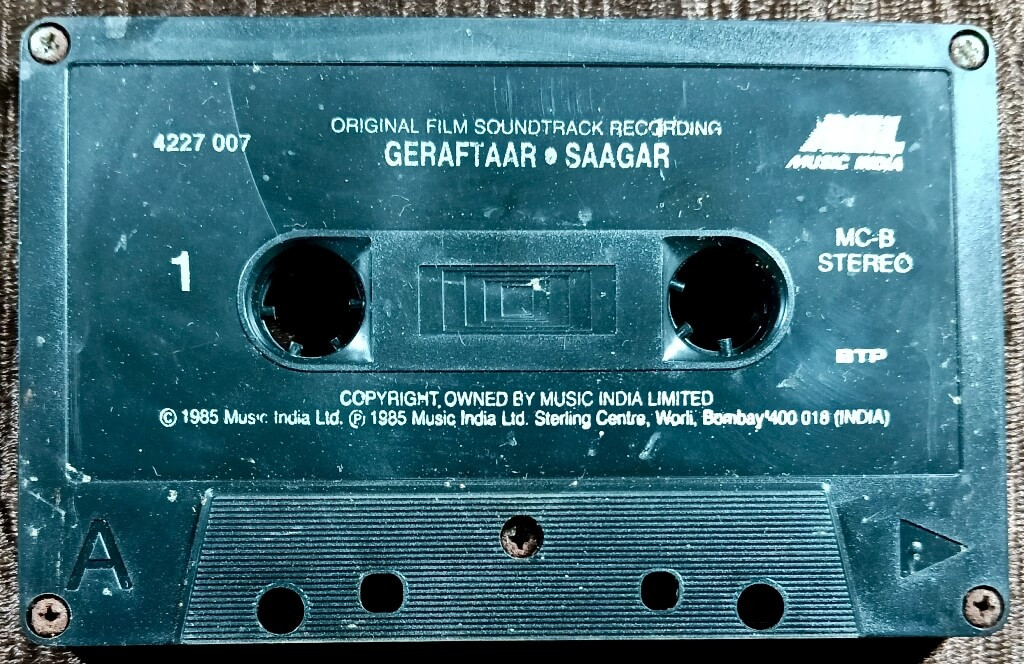 ORIGINAL FILM SOUNDTRACK RECORDING
4227 007
GERAFTAAR • SAAGAR
MUSIC INDIA
1
MC-B
STEREO
BTP
COPYRIGHT OWNED BY MUSIC INDIA LIMITED
© 1985 Music India Ltd. ℗ 1985 Music India Ltd. Sterling Centre, Worli, Bombay 400 018 (INDIA)
A